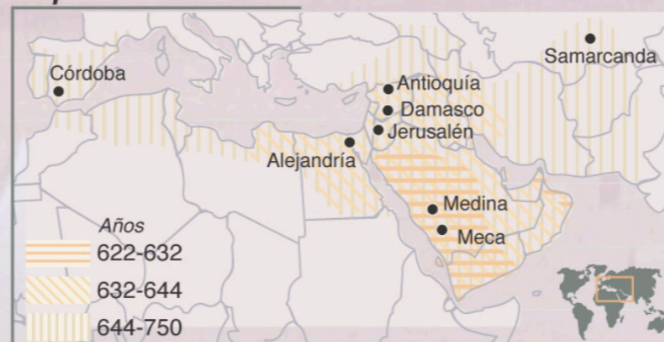 Córdoba
Samarcanda
Antioquía
Damasco
Jerusalén
Alejandría
Medina
Meca
Años
622-632
632-644
644-750